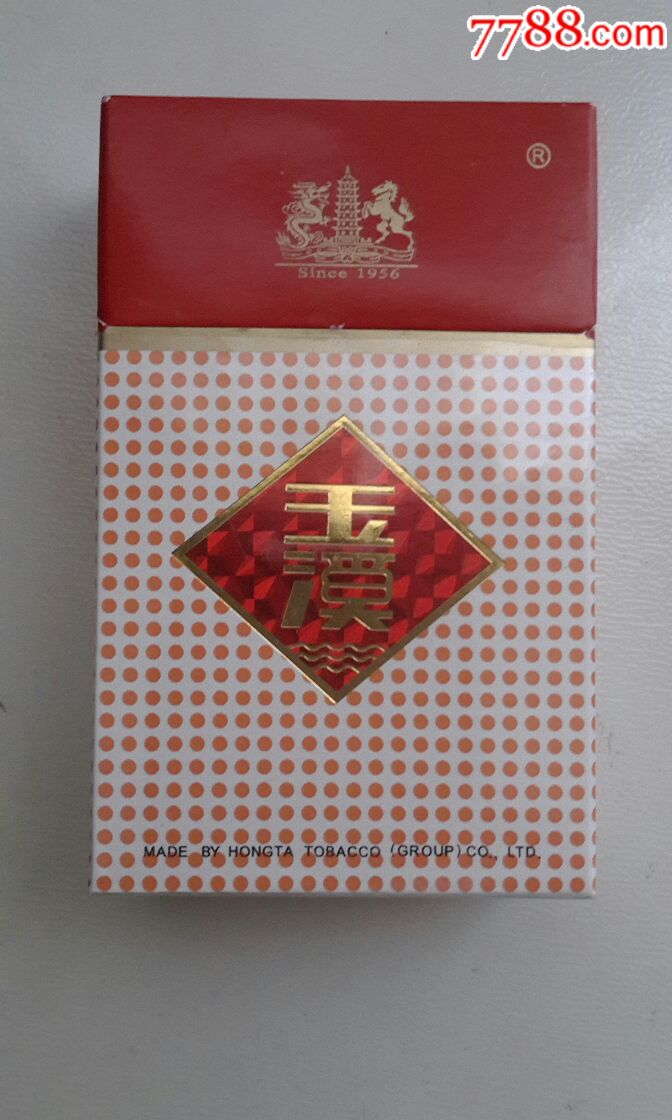 7788.com
®
Since 1956
玉溪
MADE BY HONGTA TOBACCO (GROUP) CO., LTD.